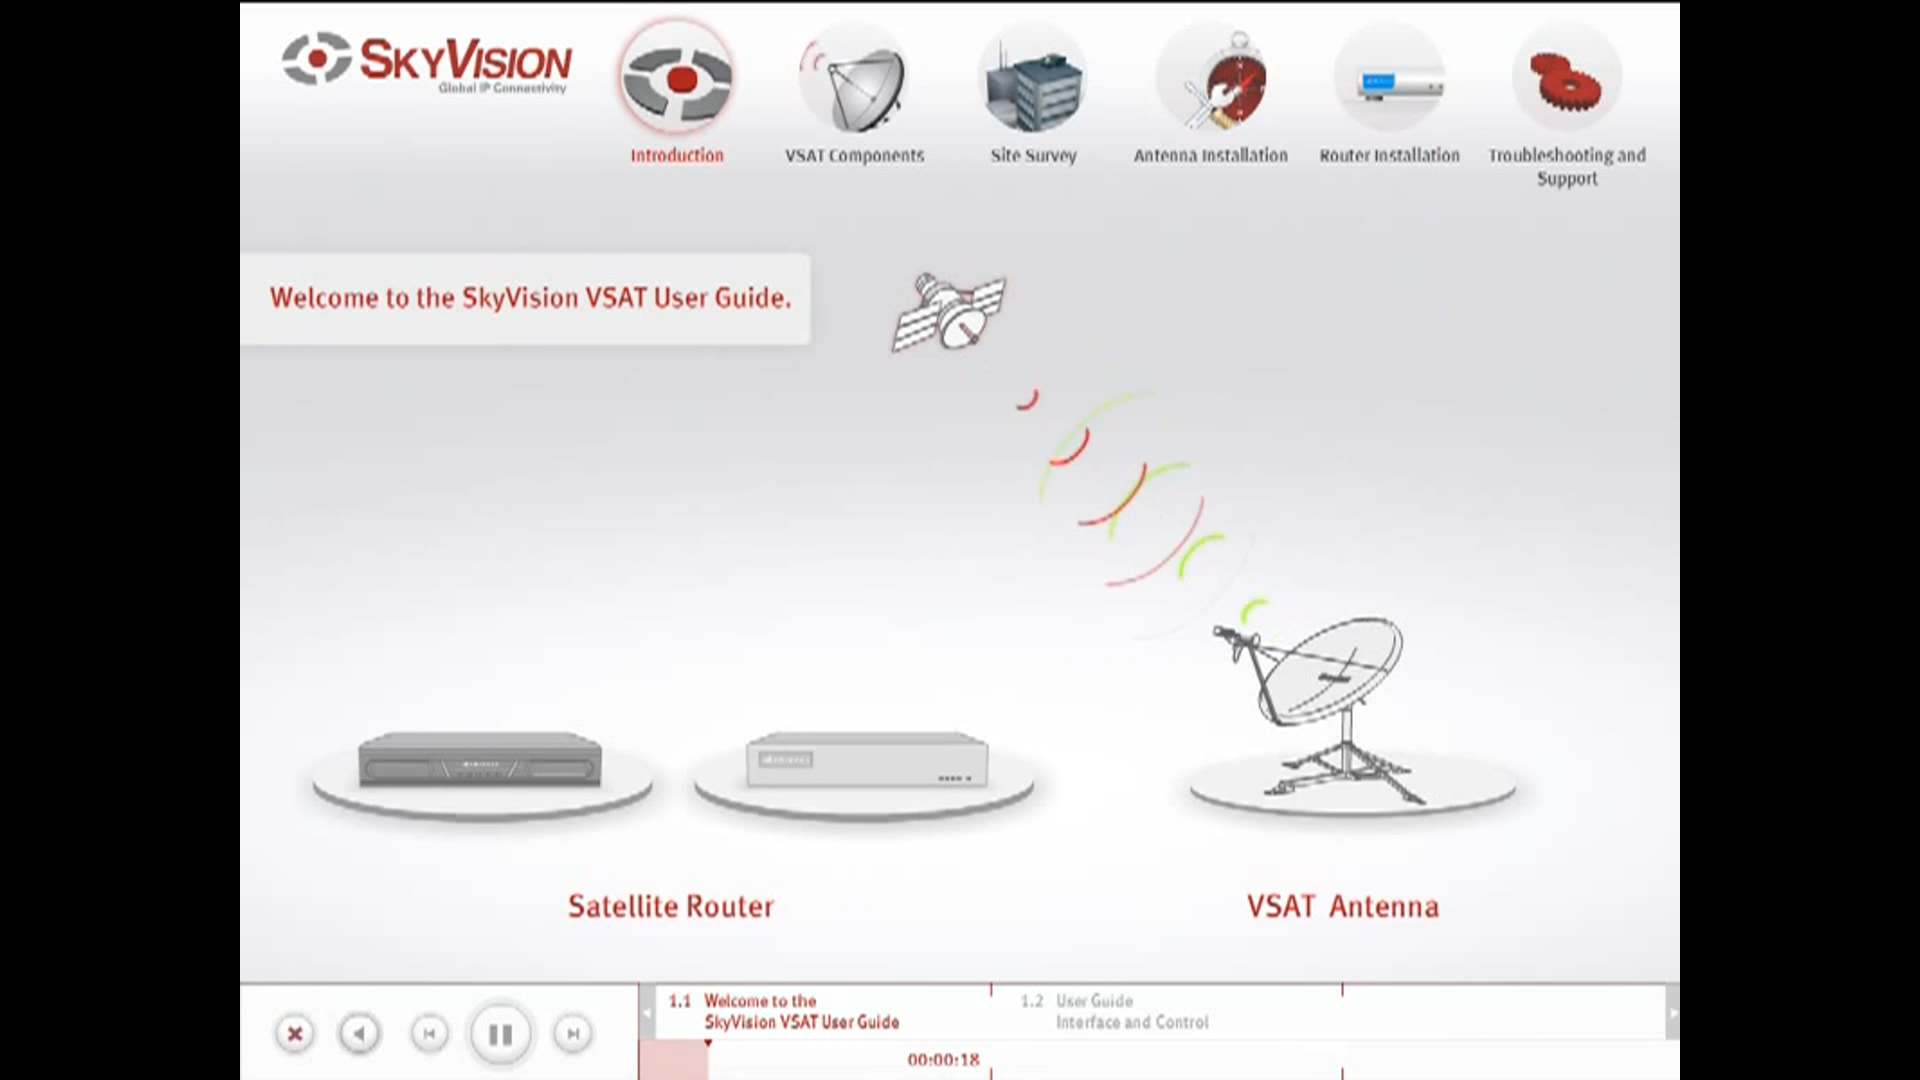 SKYVISION
Global IP Connectivity
Introduction
VSAT Components
Site Survey
Antenna Installation
Router Installation
Troubleshooting and
Support
Welcome to the SkyVision VSAT User Guide.
Satellite Router
VSAT Antenna
1.1 Welcome to the
SkyVision VSAT User Guide
1.2 User Guide
Interface and Control
00:00:18